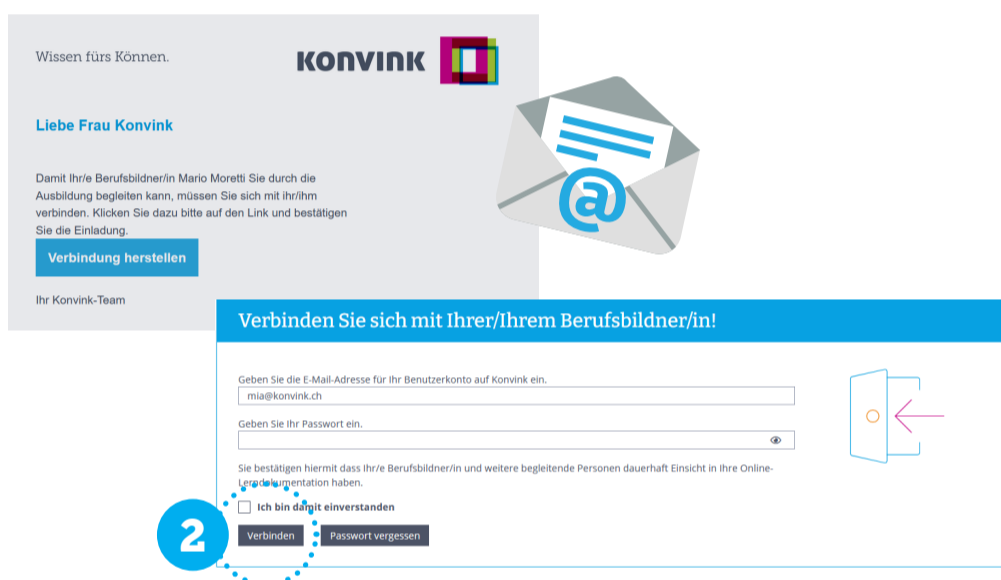 Wissen fürs Können.
KONVINK
Liebe Frau Konvink
Damit Ihr/e Berufsbildner/in Mario Moretti Sie durch die
Ausbildung begleiten kann, müssen Sie sich mit ihr/ihm
verbinden. Klicken Sie dazu bitte auf den Link und bestätigen
Sie die Einladung.
Verbindung herstellen
Ihr Konvink-Team
@
Verbinden Sie sich mit Ihrer/Ihrem Berufsbildner/in!
Geben Sie die E-Mail-Adresse für Ihr Benutzerkonto auf Konvink ein.
mia@konvink.ch
Geben Sie Ihr Passwort ein.
Sie bestätigen hiermit dass Ihr/e Berufsbildner/in und weitere begleitende Personen dauerhaft Einsicht in Ihre Online-
Lerndokumentation haben.
Ich bin damit einverstanden
2
Verbinden
Passwort vergessen